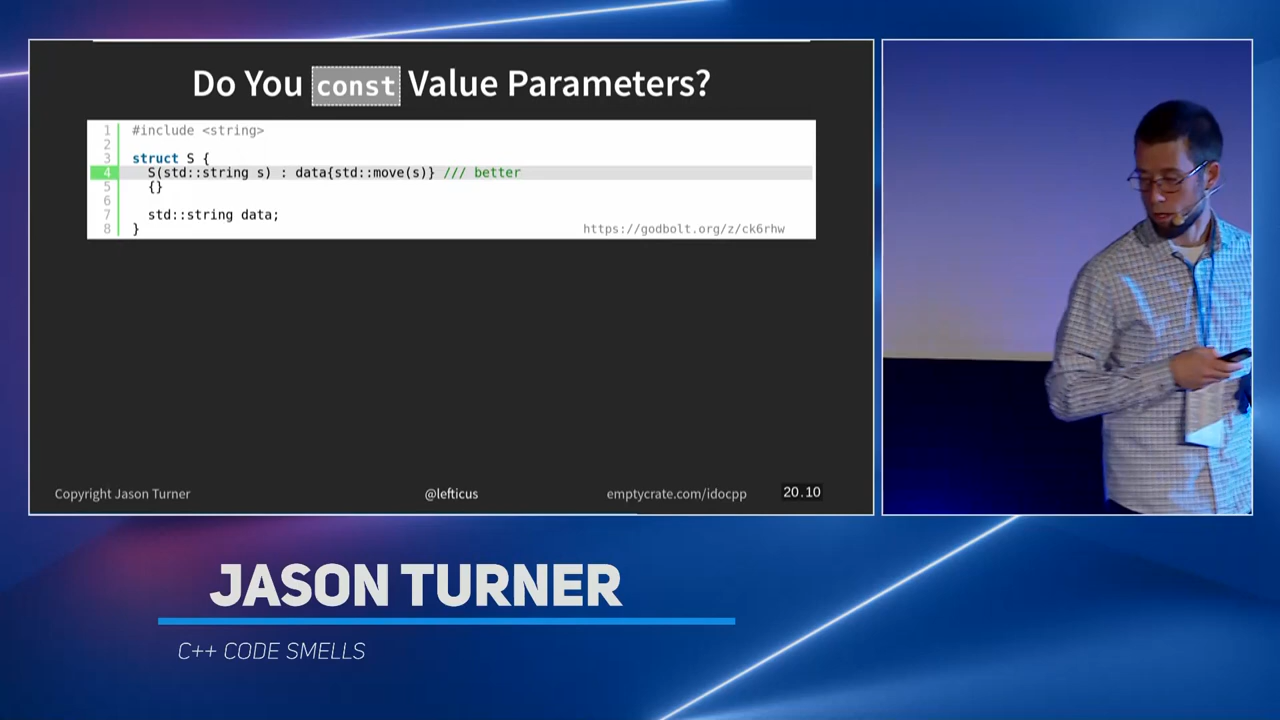 Do You const Value Parameters?
1 #include <string>
2
3 struct S {
4 S(std::string s) : data{std::move(s)} /// better
5 {}
6
7 std::string data;
8 }
https://godbolt.org/z/ck6rhw
Copyright Jason Turner @lefticus emptycrate.com/idocpp 20.10
JASON TURNER
C++ CODE SMELLS